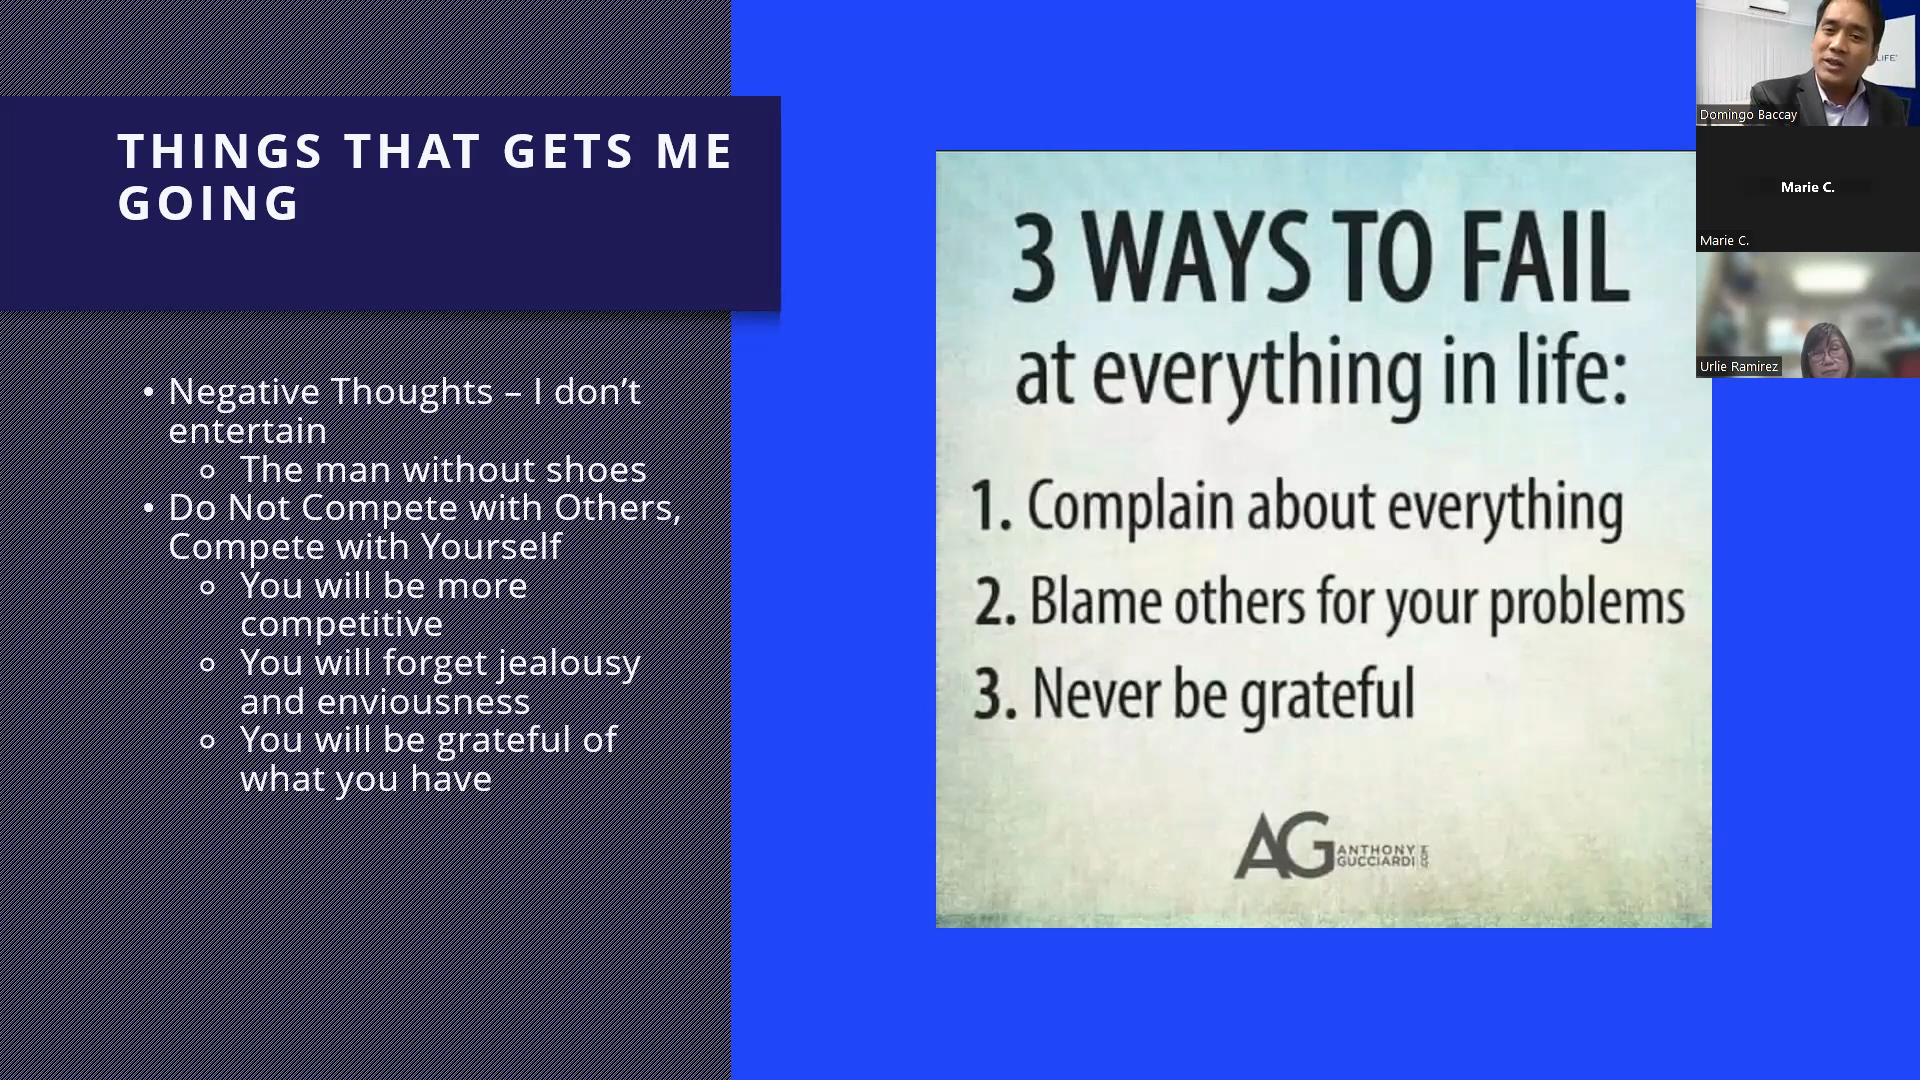 THINGS THAT GETS ME
GOING
• Negative Thoughts – I don’t
entertain
○ The man without shoes
• Do Not Compete with Others,
Compete with Yourself
○ You will be more
competitive
○ You will forget jealousy
and enviousness
○ You will be grateful of
what you have
3 WAYS TO FAIL
at everything in life:
1. Complain about everything
2. Blame others for your problems
3. Never be grateful
AG
ANTHONY
GUCCIARDI
.COM
LIFE
Domingo Baccay
Marie C.
Marie C.
Urlie Ramirez